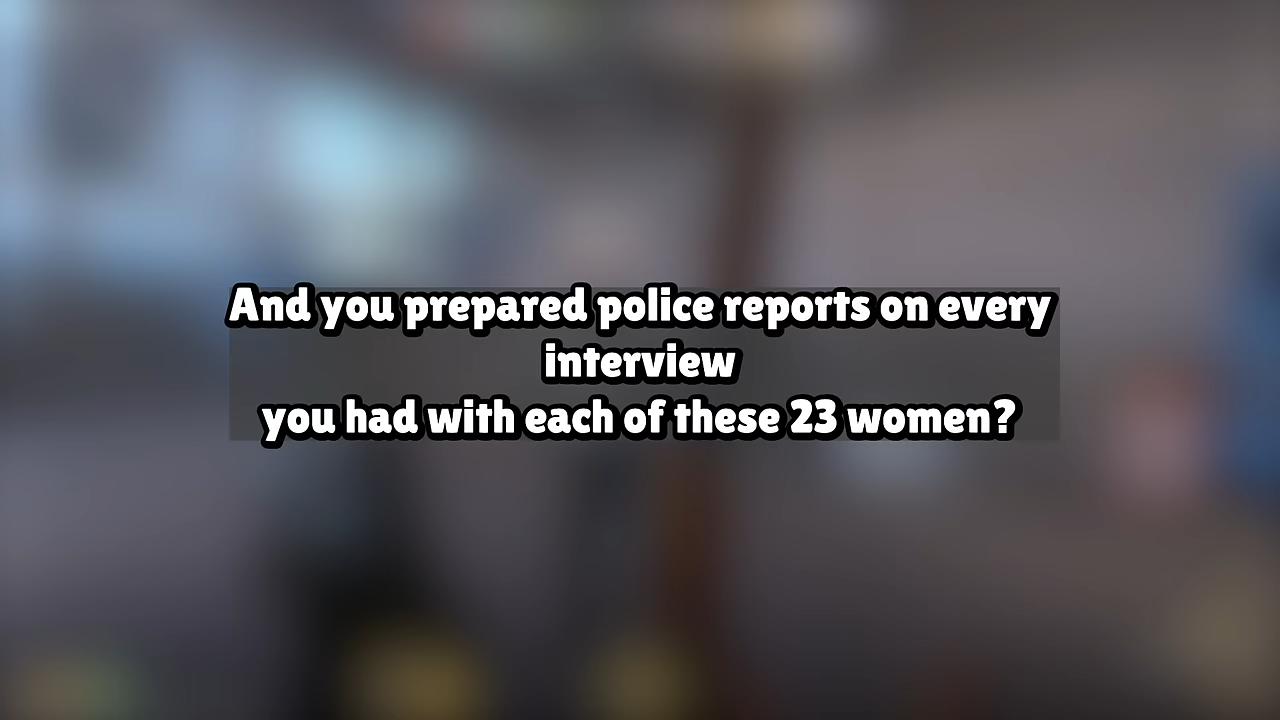 And you prepared police reports on every
interview
you had with each of these 23 women?